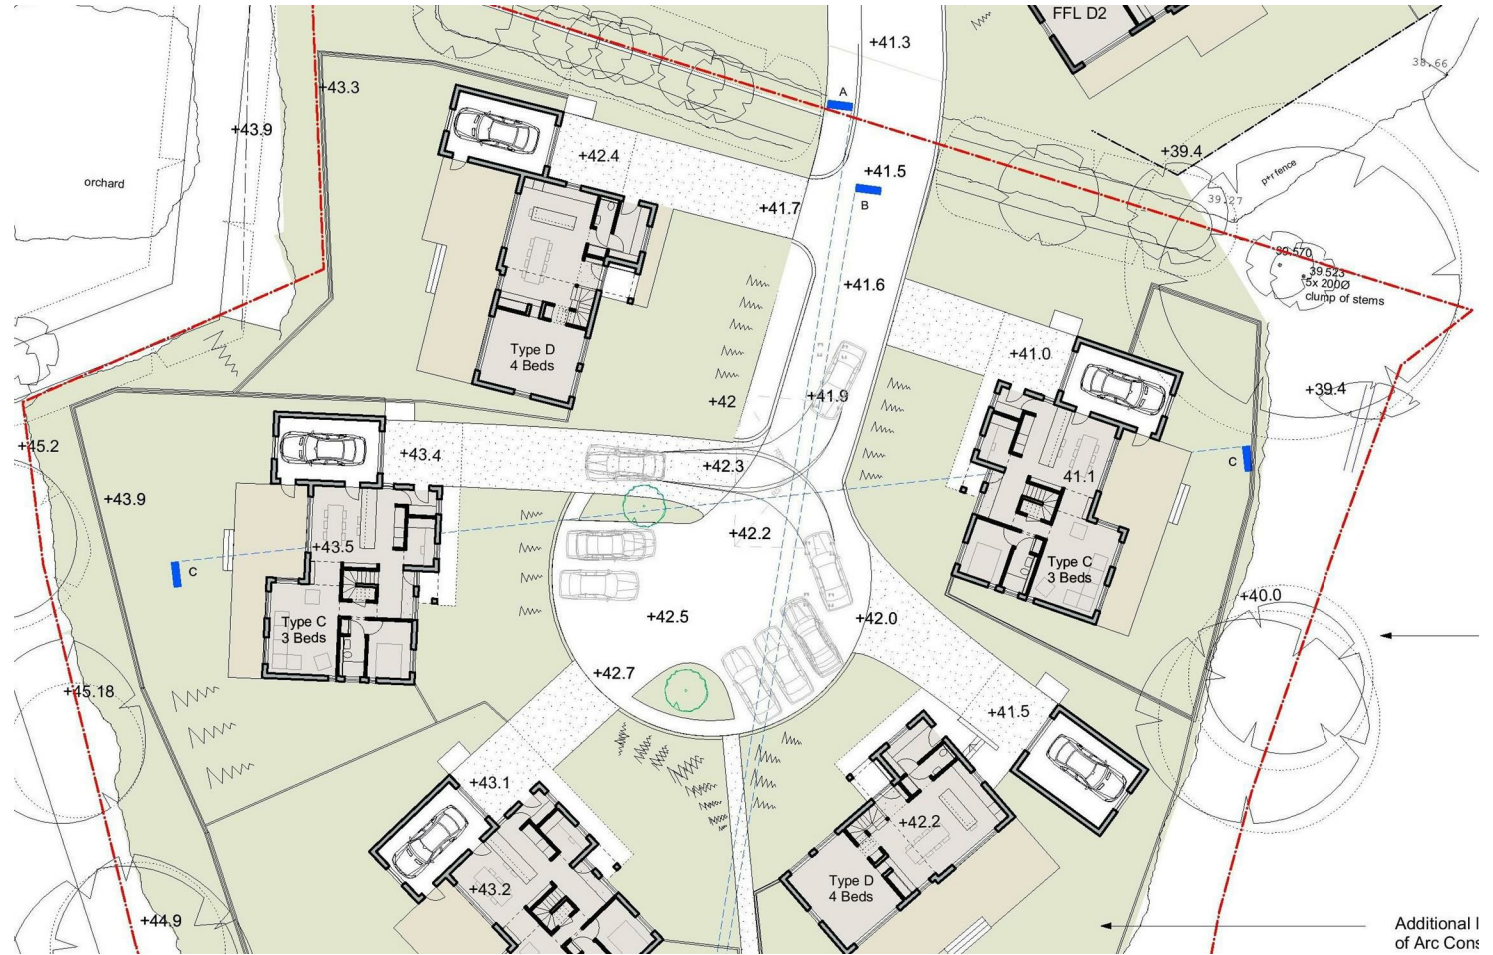 FFL D2
+41.3
38.66
A
+43.3
+43.9
+42.4
+39.4
p+r fence
orchard
+41.5
39.27
B
+41.7
39.570
39.523
5x 200Ø
clump of stems
+41.6
Type D
4 Beds
+41.0
+39.4
+41.9
+42
+45.2
+43.4
+42.3
C
41.1
+43.9
+42.2
+43.5
C
Type C
3 Beds
+40.0
+42.5
+42.0
Type C
3 Beds
+42.7
+45.18
+41.5
+43.1
+42.2
Type D
4 Beds
+43.2
+44.9
Additional l
of Arc Cons